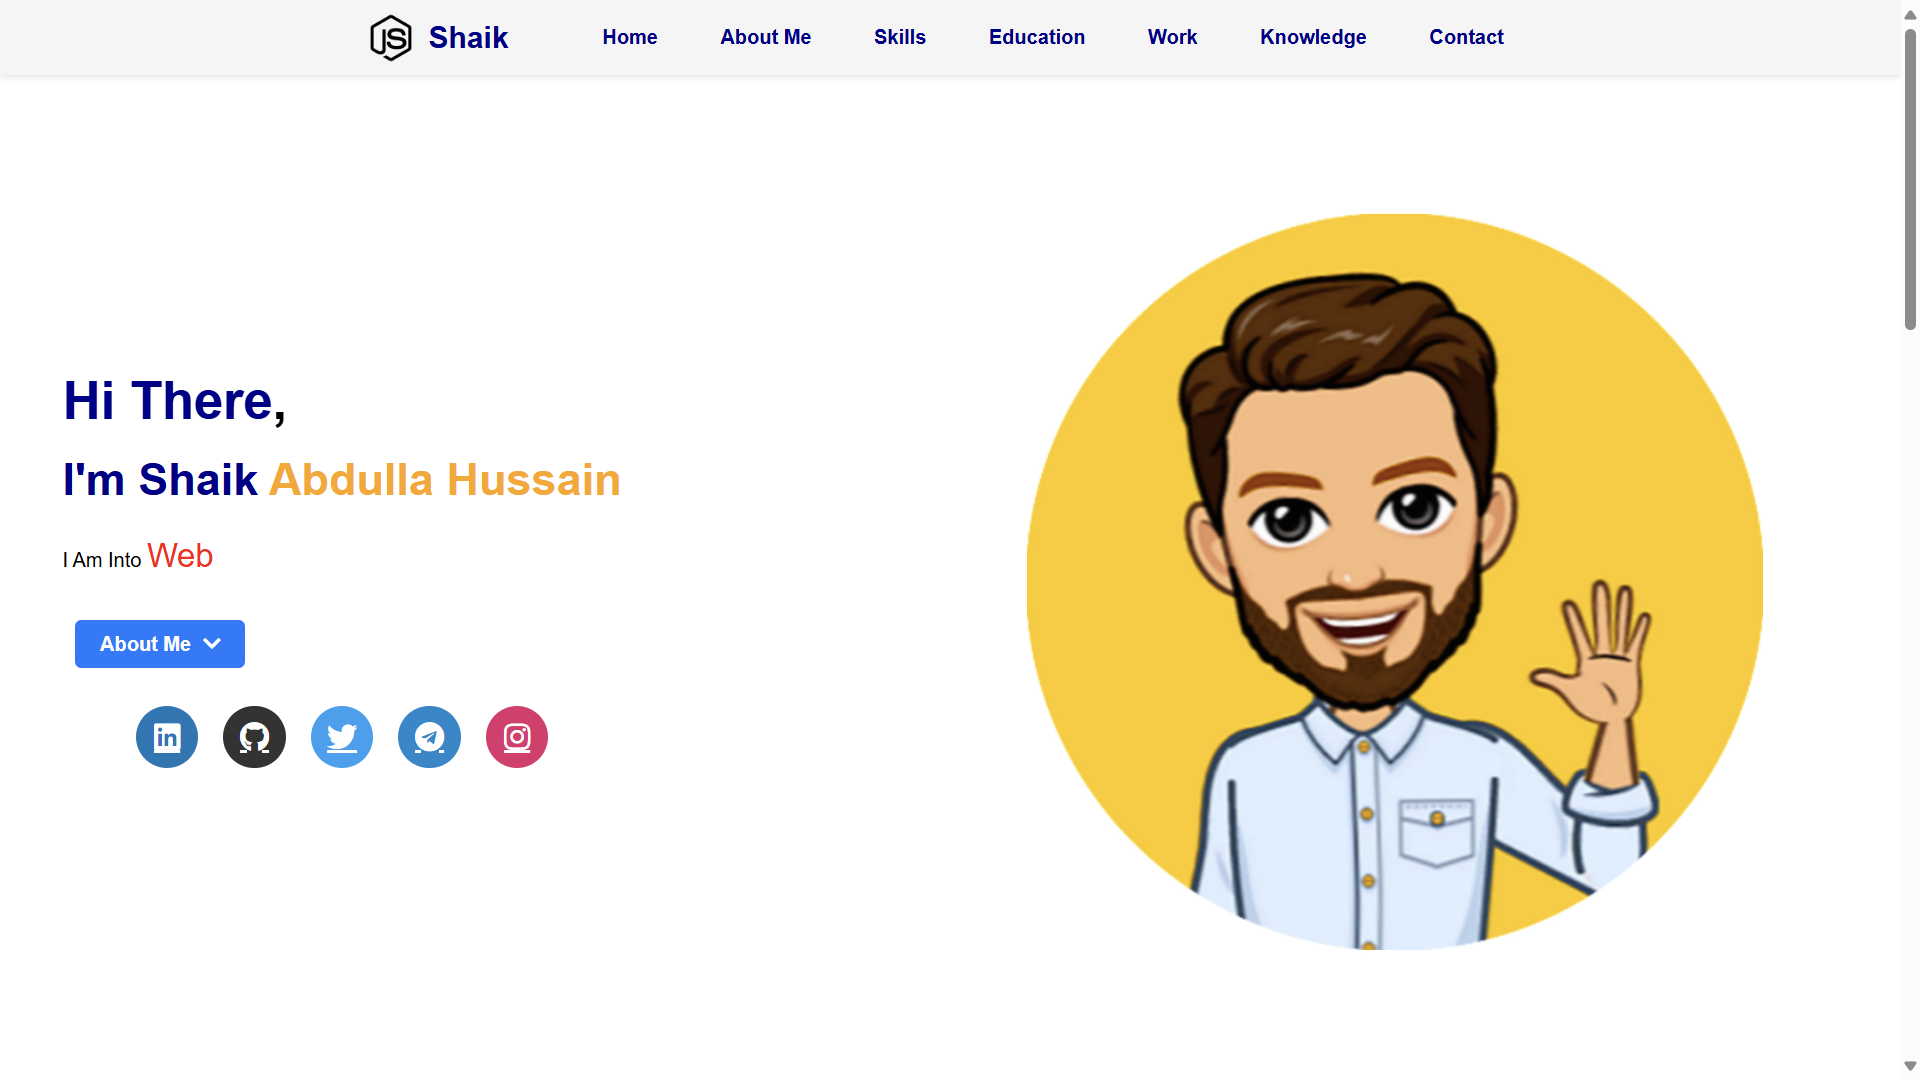 JS Shaik Home About Me Skills Education Work Knowledge Contact
Hi There,
I'm Shaik Abdulla Hussain
I Am Into Web
About Me
in